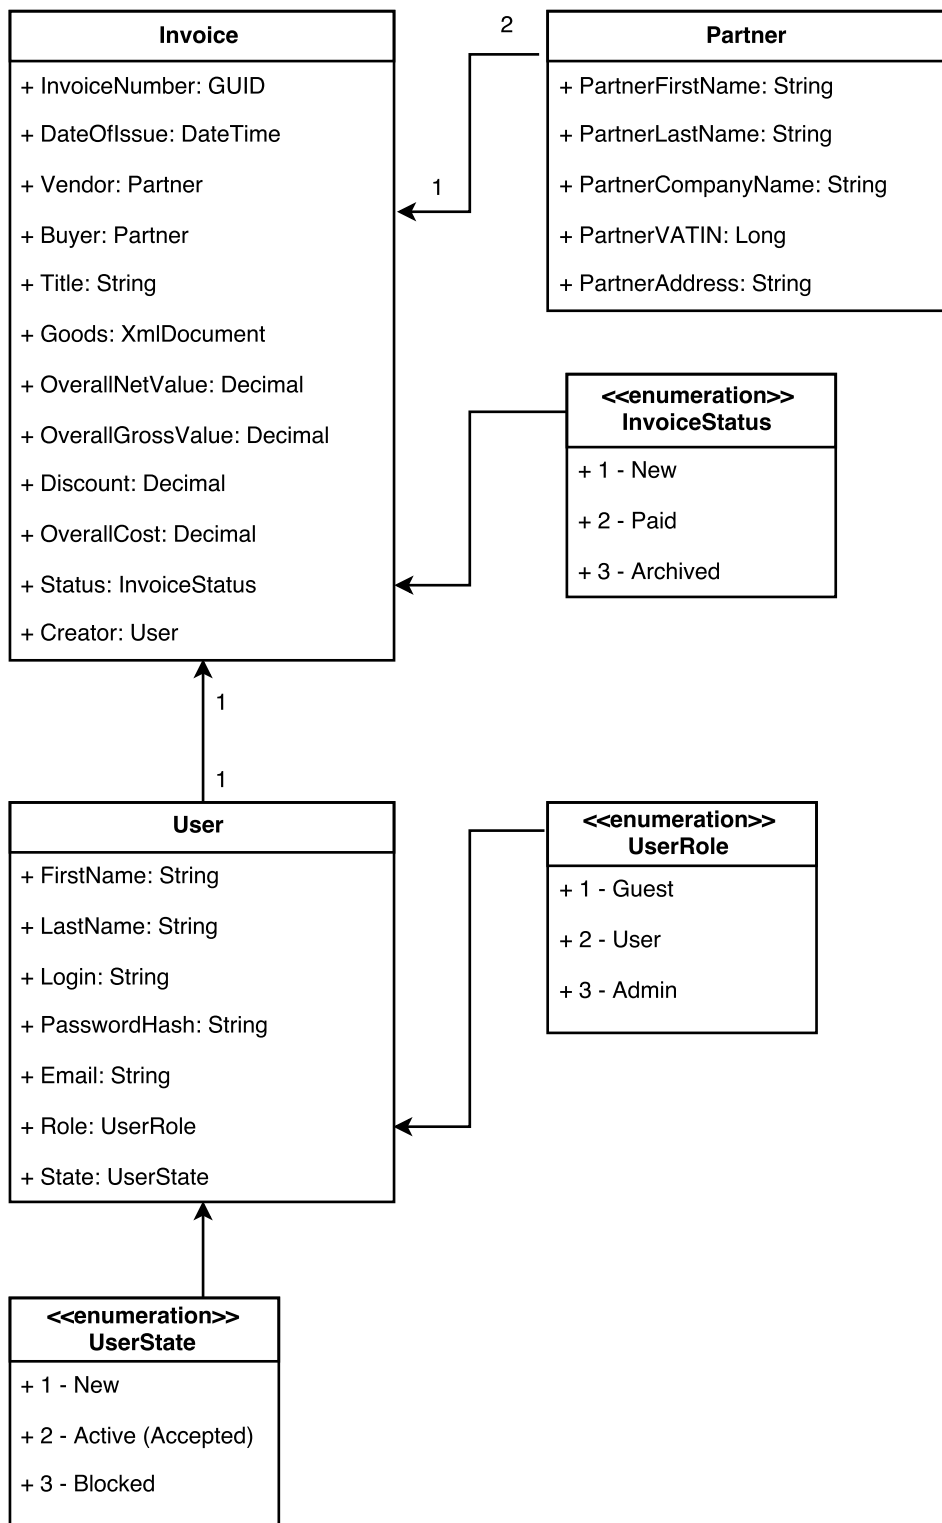 Invoice
+ InvoiceNumber: GUID
+ DateOfIssue: DateTime
+ Vendor: Partner
+ Buyer: Partner
+ Title: String
+ Goods: XmlDocument
+ OverallNetValue: Decimal
+ OverallGrossValue: Decimal
+ Discount: Decimal
+ OverallCost: Decimal
+ Status: InvoiceStatus
+ Creator: User
2
1
Partner
+ PartnerFirstName: String
+ PartnerLastName: String
+ PartnerCompanyName: String
+ PartnerVATIN: Long
+ PartnerAddress: String
<<enumeration>>
InvoiceStatus
+ 1 - New
+ 2 - Paid
+ 3 - Archived
1
1
User
+ FirstName: String
+ LastName: String
+ Login: String
+ PasswordHash: String
+ Email: String
+ Role: UserRole
+ State: UserState
<<enumeration>>
UserRole
+ 1 - Guest
+ 2 - User
+ 3 - Admin
<<enumeration>>
UserState
+ 1 - New
+ 2 - Active (Accepted)
+ 3 - Blocked